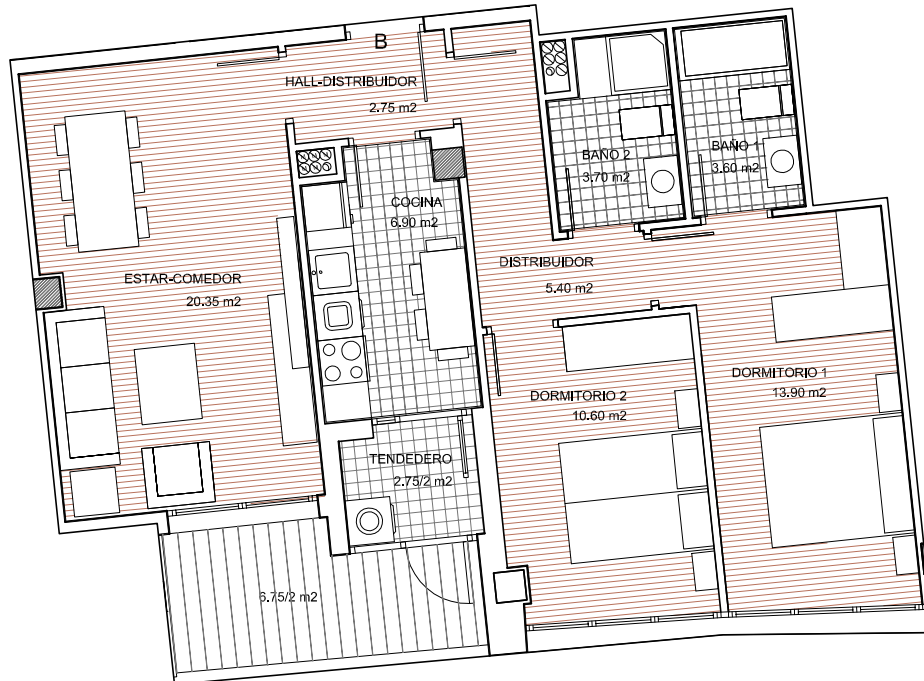 B
HALL-DISTRIBUIDOR
2.75 m2
BAÑO 2
3.70 m2
BAÑO 1
3.60 m2
COCINA
6.90 m2
ESTAR-COMEDOR
20.35 m2
DISTRIBUIDOR
5.40 m2
DORMITORIO 2
10.60 m2
DORMITORIO 1
13.90 m2
TENDEDERO
2.75/2 m2
6.75/2 m2